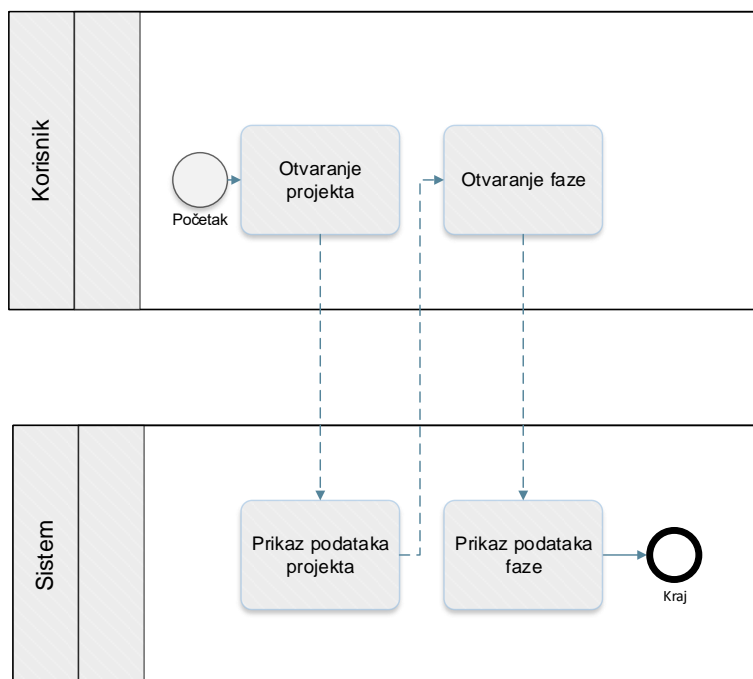 Korisnik
Početak
Otvaranje
projekta
Otvaranje faze
Sistem
Prikaz podataka
projekta
Prikaz podataka
faze
Kraj